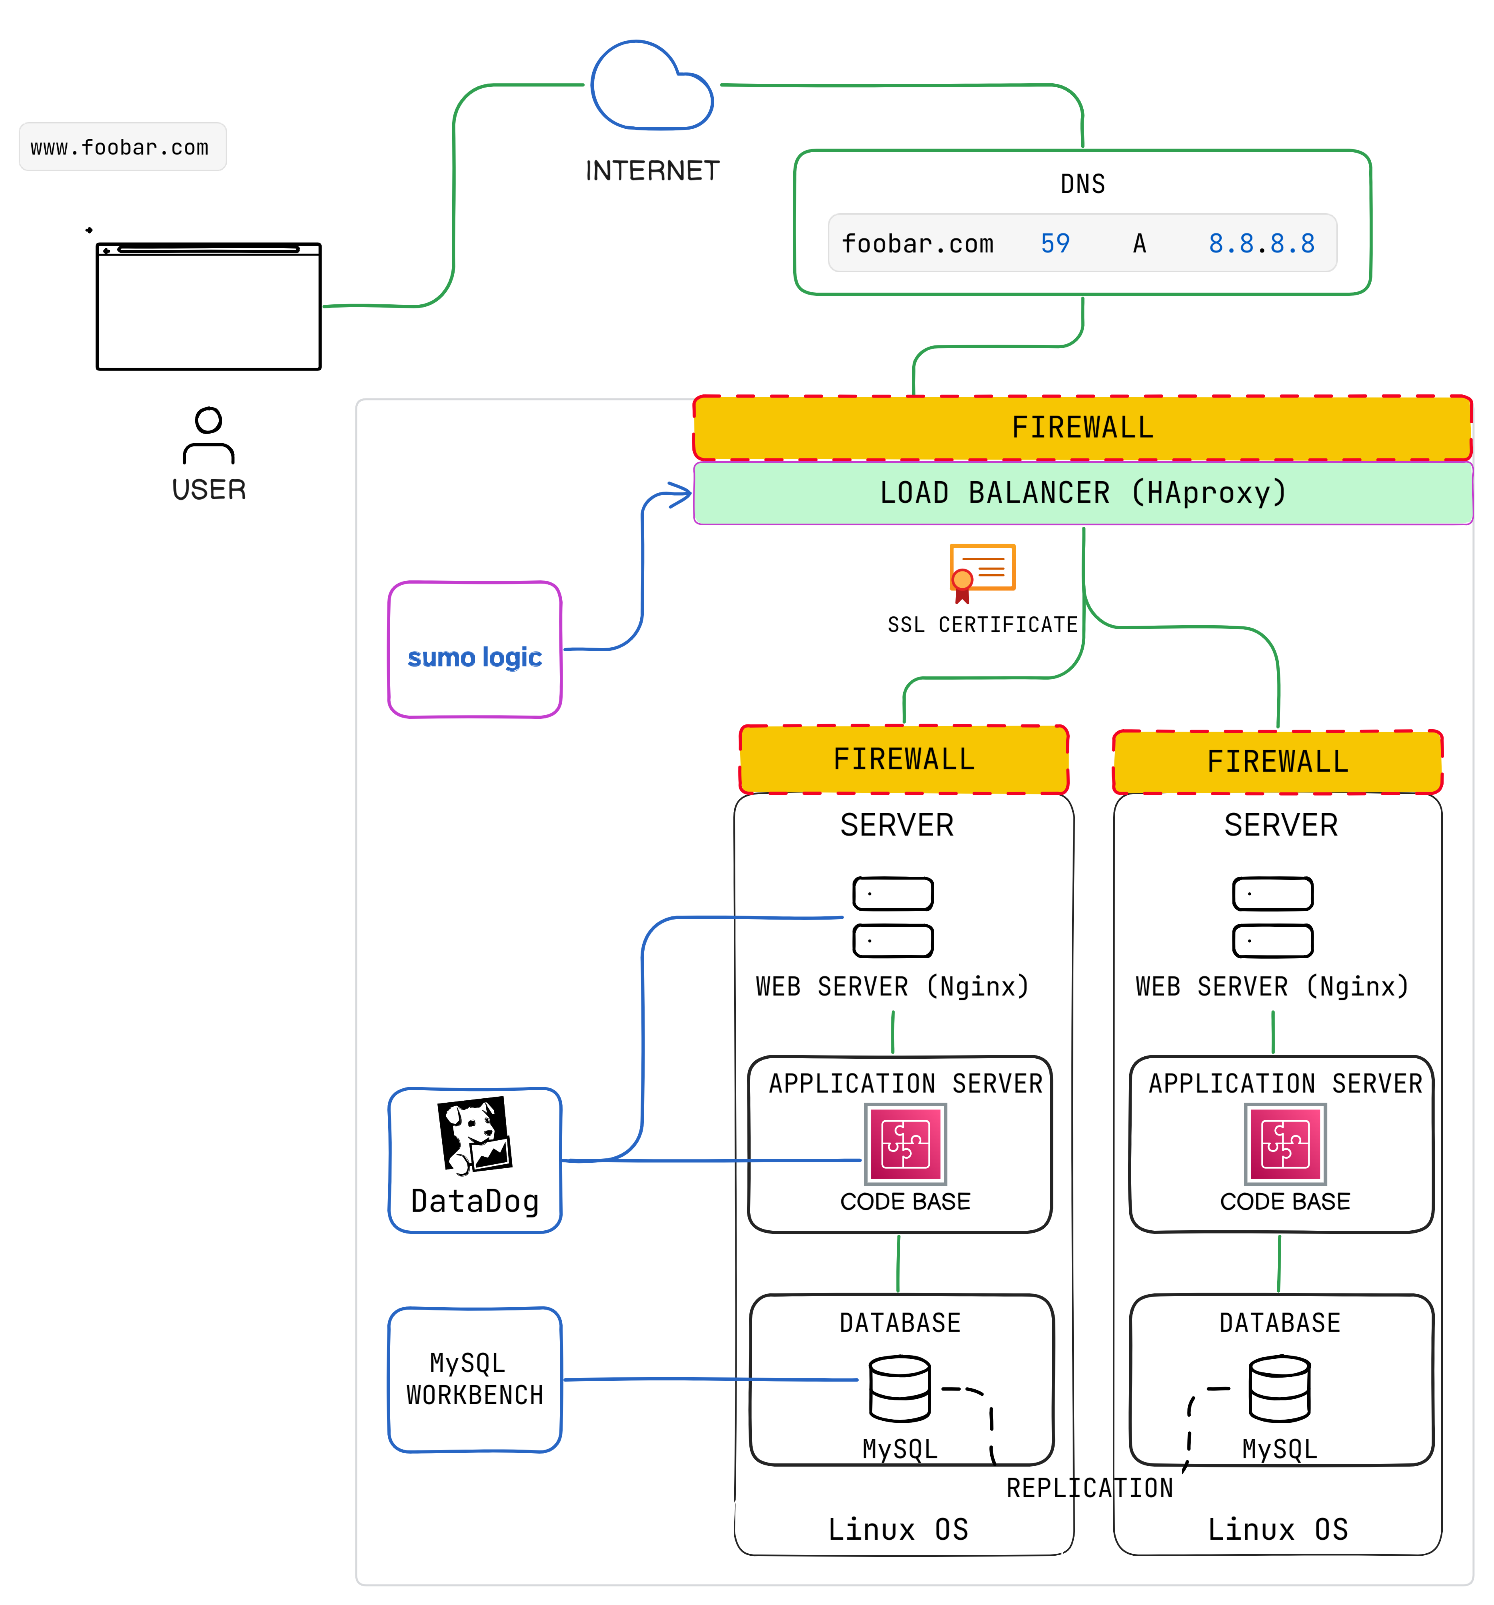 www.foobar.com
INTERNET
DNS
foobar.com 59 A 8.8.8.8
USER
FIREWALL
LOAD BALANCER (HAproxy)
SSL CERTIFICATE
sumo logic
FIREWALL
FIREWALL
SERVER
SERVER
WEB SERVER (Nginx)
WEB SERVER (Nginx)
APPLICATION SERVER
APPLICATION SERVER
CODE BASE
CODE BASE
DataDog
DATABASE
DATABASE
MySQL
WORKBENCH
MySQL
MySQL
REPLICATION
Linux OS
Linux OS